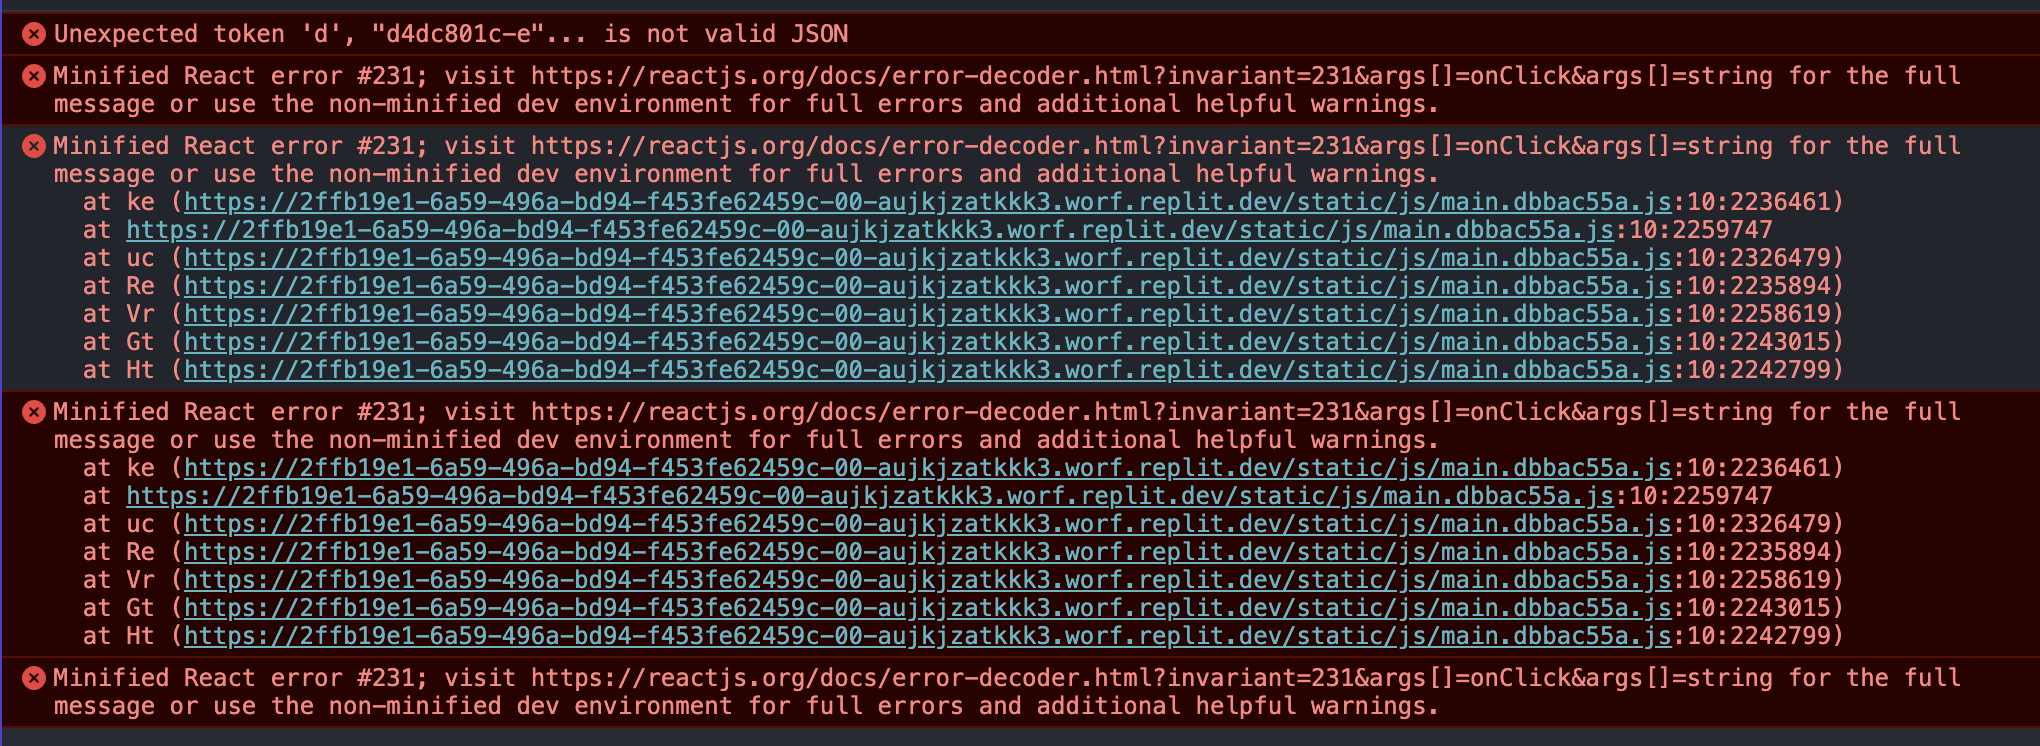 Unexpected token 'd', "d4dc801c-e"... is not valid JSON
Minified React error #231; visit https://reactjs.org/docs/error-decoder.html?invariant=231&args[]=onClick&args[]=string for the full
message or use the non-minified dev environment for full errors and additional helpful warnings.
Minified React error #231; visit https://reactjs.org/docs/error-decoder.html?invariant=231&args[]=onClick&args[]=string for the full
message or use the non-minified dev environment for full errors and additional helpful warnings.
at ke (https://2ffb19e1-6a59-496a-bd94-f453fe62459c-00-aujkjzatkkk3.worf.replit.dev/static/js/main.dbbac55a.js:10:2236461)
at https://2ffb19e1-6a59-496a-bd94-f453fe62459c-00-aujkjzatkkk3.worf.replit.dev/static/js/main.dbbac55a.js:10:2259747
at uc (https://2ffb19e1-6a59-496a-bd94-f453fe62459c-00-aujkjzatkkk3.worf.replit.dev/static/js/main.dbbac55a.js:10:2326479)
at Re (https://2ffb19e1-6a59-496a-bd94-f453fe62459c-00-aujkjzatkkk3.worf.replit.dev/static/js/main.dbbac55a.js:10:2235894)
at Vr (https://2ffb19e1-6a59-496a-bd94-f453fe62459c-00-aujkjzatkkk3.worf.replit.dev/static/js/main.dbbac55a.js:10:2258619)
at Gt (https://2ffb19e1-6a59-496a-bd94-f453fe62459c-00-aujkjzatkkk3.worf.replit.dev/static/js/main.dbbac55a.js:10:2243015)
at Ht (https://2ffb19e1-6a59-496a-bd94-f453fe62459c-00-aujkjzatkkk3.worf.replit.dev/static/js/main.dbbac55a.js:10:2242799)
Minified React error #231; visit https://reactjs.org/docs/error-decoder.html?invariant=231&args[]=onClick&args[]=string for the full
message or use the non-minified dev environment for full errors and additional helpful warnings.
at ke (https://2ffb19e1-6a59-496a-bd94-f453fe62459c-00-aujkjzatkkk3.worf.replit.dev/static/js/main.dbbac55a.js:10:2236461)
at https://2ffb19e1-6a59-496a-bd94-f453fe62459c-00-aujkjzatkkk3.worf.replit.dev/static/js/main.dbbac55a.js:10:2259747
at uc (https://2ffb19e1-6a59-496a-bd94-f453fe62459c-00-aujkjzatkkk3.worf.replit.dev/static/js/main.dbbac55a.js:10:2326479)
at Re (https://2ffb19e1-6a59-496a-bd94-f453fe62459c-00-aujkjzatkkk3.worf.replit.dev/static/js/main.dbbac55a.js:10:2235894)
at Vr (https://2ffb19e1-6a59-496a-bd94-f453fe62459c-00-aujkjzatkkk3.worf.replit.dev/static/js/main.dbbac55a.js:10:2258619)
at Gt (https://2ffb19e1-6a59-496a-bd94-f453fe62459c-00-aujkjzatkkk3.worf.replit.dev/static/js/main.dbbac55a.js:10:2243015)
at Ht (https://2ffb19e1-6a59-496a-bd94-f453fe62459c-00-aujkjzatkkk3.worf.replit.dev/static/js/main.dbbac55a.js:10:2242799)
Minified React error #231; visit https://reactjs.org/docs/error-decoder.html?invariant=231&args[]=onClick&args[]=string for the full
message or use the non-minified dev environment for full errors and additional helpful warnings.